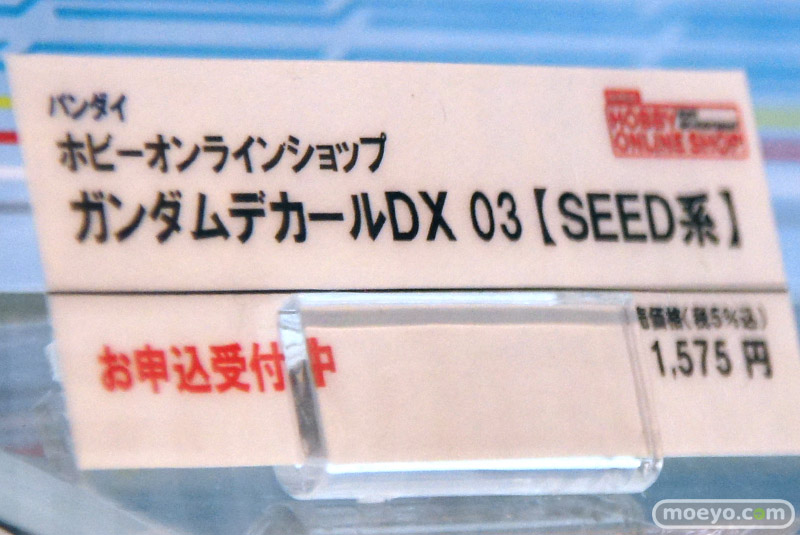 バンダイ
ホビーオンラインショップ
HOBBY
ONLINE SHOP
ガンダムデカールDX 03【SEED系】
価格(税5%込)
お申込受付中
1,575 円
moeyo.com